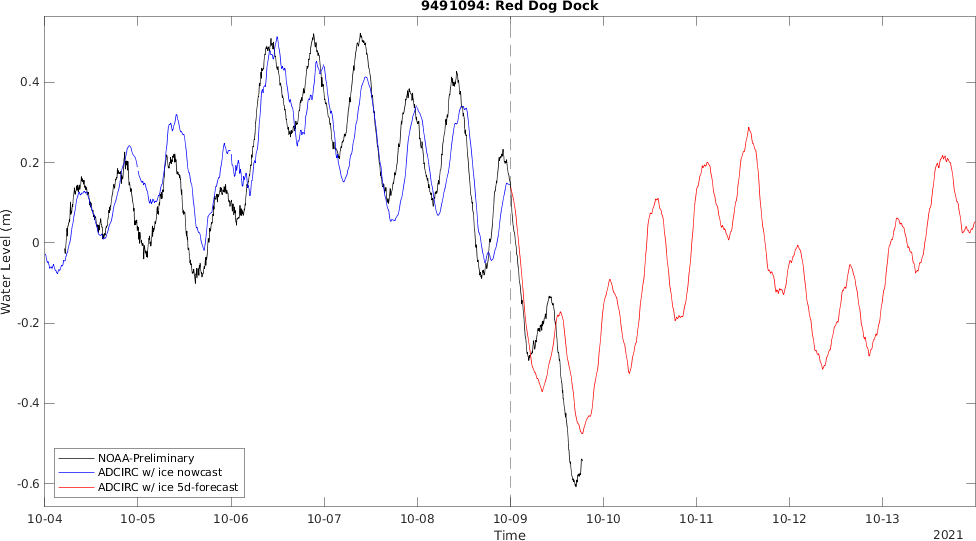 9491094: Red Dog Dock
Water Level (m)
0.4
0.2
0
-0.2
-0.4
-0.6
NOAA-Preliminary
ADCIRC w/ ice nowcast
ADCIRC w/ ice 5d-forecast
10-04 10-05 10-06 10-07 10-08 10-09 10-10 10-11 10-12 10-13
Time
2021